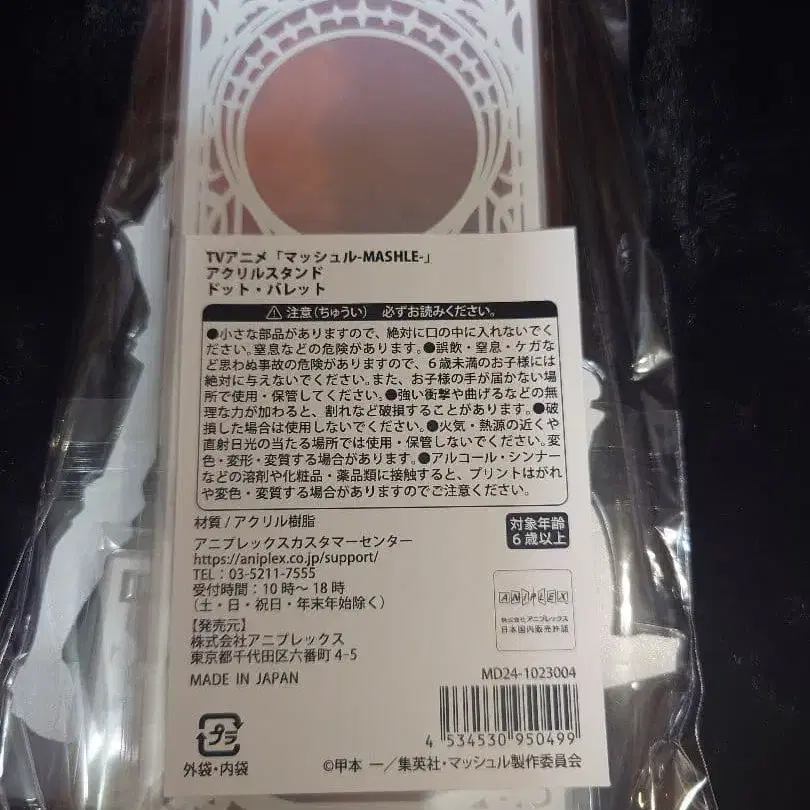 TVアニメ「マッシュル-MASHLE-」
アクリルスタンド
ドット・バレット
⚠ 注意(ちゅうい) 必ずお読みください。
●小さな部品がありますので、絶対に口の中に入れないでく
ださい。窒息などの危険があります。●誤飲・窒息・ケガな
ど思わぬ事故の危険がありますので、6歳未満のお子様には
絶対に与えないでください。また、お子様の手が届かない場
所で使用・保管してください。●強い衝撃や曲げるなどの無
理な力が加わると、割れなど破損することがあります。●破
損した場合は使用しないでください。●火気・熱源の近くや
直射日光の当たる場所では使用・保管しないでください。変
色・変形・変質する場合があります。●アルコール・シンナー
などの溶剤や化粧品・薬品類に接触すると、プリントはがれ
や変色・変質する場合がありますのでご注意ください。
材質/アクリル樹脂
対象年齢
6歳以上
アニプレックスカスタマーセンター
https://aniplex.co.jp/support/
TEL:03-5211-7555
受付時間:10時~18時
(土・日・祝日・年末年始除く)
【発売元】
株式会社アニプレックス
東京都千代田区六番町4-5
MADE IN JAPAN
ANIPLEX
株式会社アニプレックス
日本国内販売許諾
MD24-1023004
4 534530 950499
プラ
外袋・内袋
©甲本 一/集英社・マッシュル製作委員会